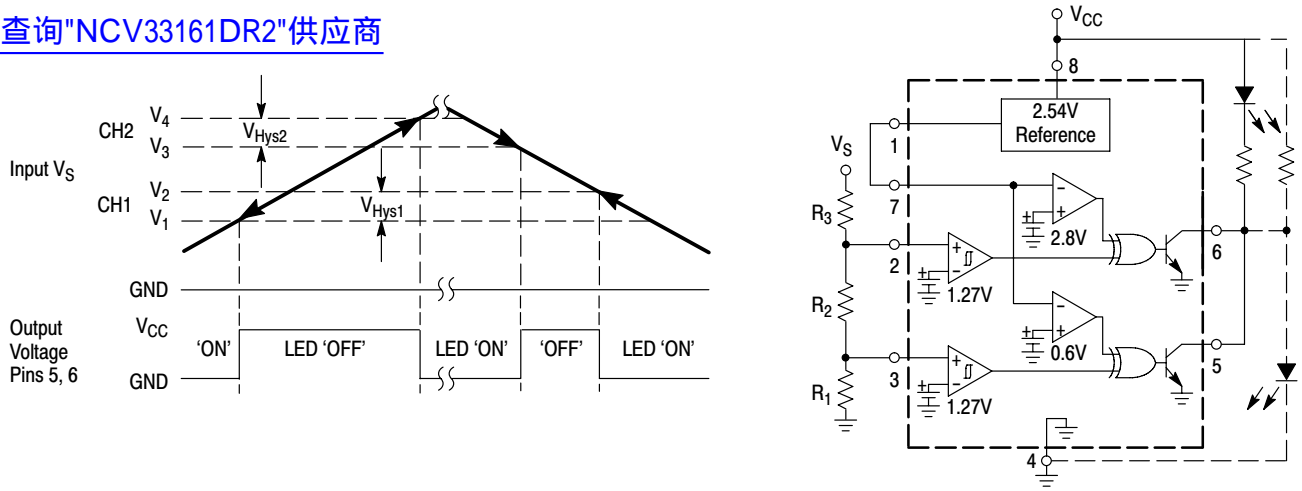 查询"NCV33161DR2"供应商
Input VS
CH2
V4
V3
VHys2
CH1
V2
V1
VHys1
GND
Output
Voltage
Pins 5, 6
VCC
GND
'ON'
LED 'OFF'
LED 'ON'
'OFF'
LED 'ON'
VCC
8
2.54V
Reference
1
VS
7
R3
+
2.8V
6
2
+
+
1.27V
R2
+
0.6V
5
3
+
+
1.27V
R1
4